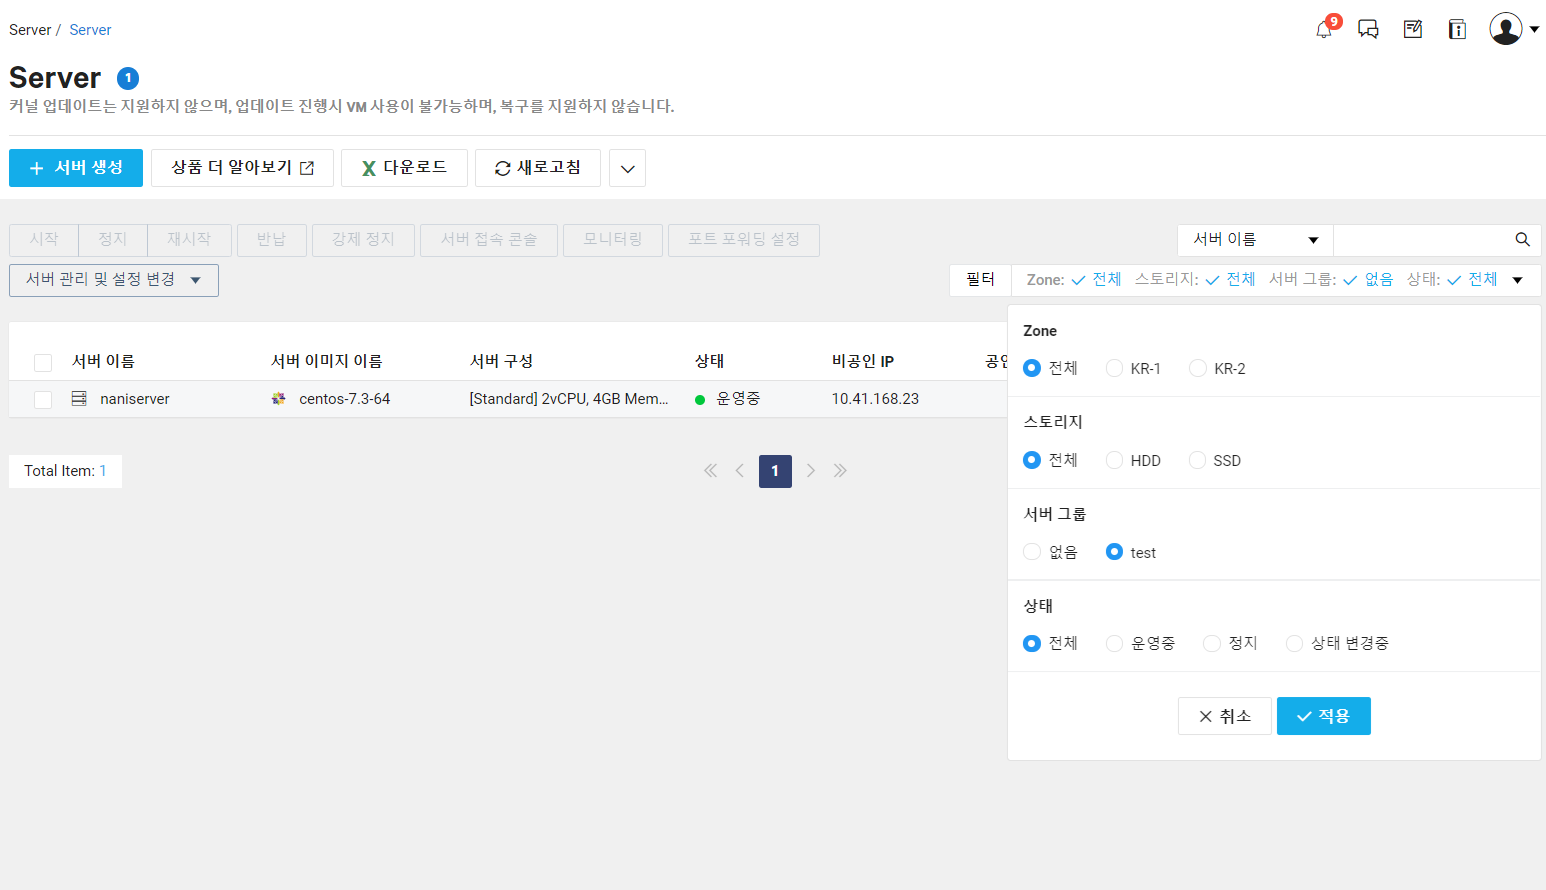 Server / Server
9
Server 1
커널 업데이트는 지원하지 않으며, 업데이트 진행시 VM 사용이 불가능하며, 복구를 지원하지 않습니다.
+ 서버 생성
상품 더 알아보기
다운로드
새로고침
시작
정지
재시작
반납
강제 정지
서버 접속 콘솔
모니터링
포트 포워딩 설정
서버 이름
서버 관리 및 설정 변경
필터
Zone: 전체 스토리지: 전체 서버 그룹: 없음 상태: 전체
서버 이름 서버 이미지 이름 서버 구성 상태 비공인 IP 공인
naniserver centos-7.3-64 [Standard] 2vCPU, 4GB Mem... 운영중 10.41.168.23
Total Item: 1
1
Zone
전체 KR-1 KR-2
스토리지
전체 HDD SSD
서버 그룹
없음 test
상태
전체 운영중 정지 상태 변경중
취소
적용